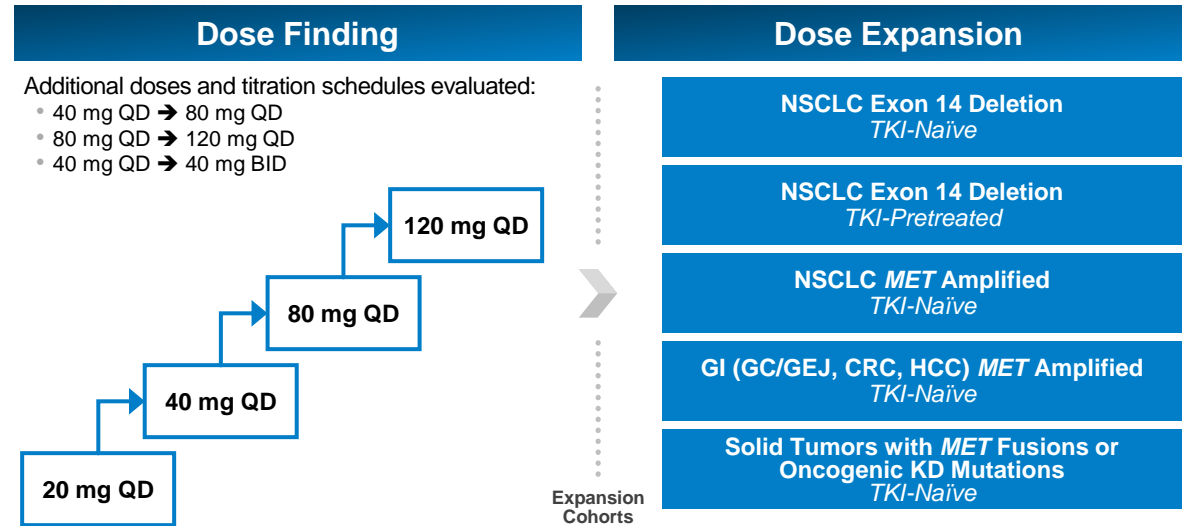 Dose Finding
Additional doses and titration schedules evaluated:
• 40 mg QD ➔ 80 mg QD
• 80 mg QD ➔ 120 mg QD
• 40 mg QD ➔ 40 mg BID
120 mg QD
80 mg QD
40 mg QD
20 mg QD
Expansion
Cohorts
Dose Expansion
NSCLC Exon 14 Deletion
TKI-Naïve
NSCLC Exon 14 Deletion
TKI-Pretreated
NSCLC MET Amplified
TKI-Naïve
GI (GC/GEJ, CRC, HCC) MET Amplified
TKI-Naïve
Solid Tumors with MET Fusions or
Oncogenic KD Mutations
TKI-Naïve